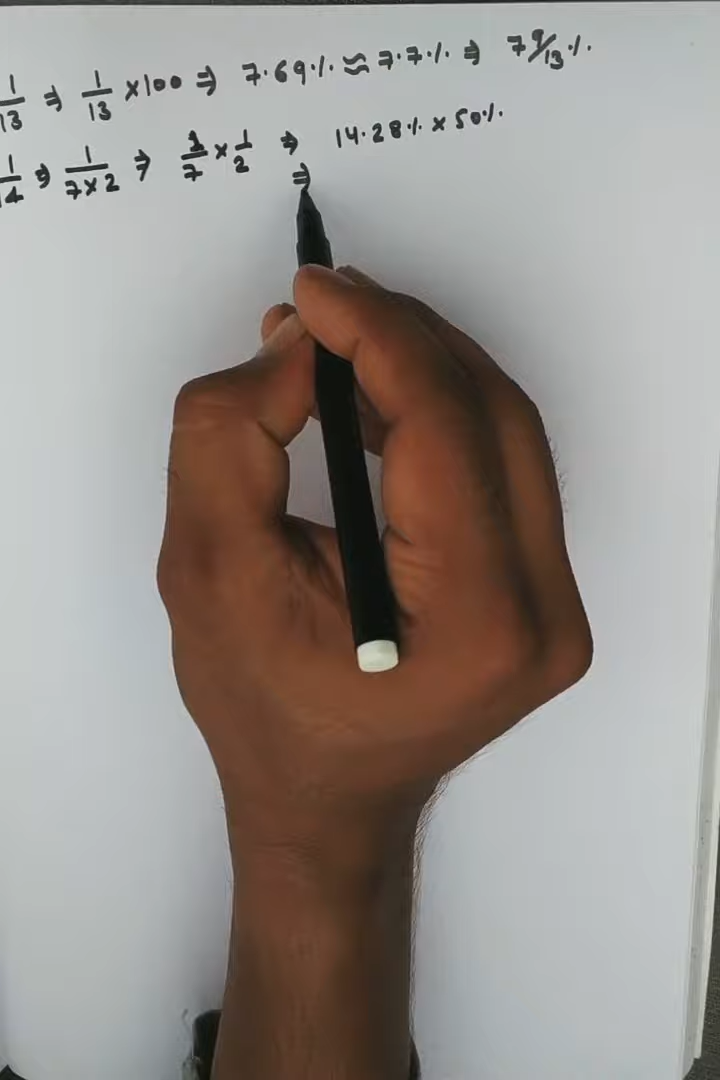 1/13 ⇒ 1/13 ×100 ⇒ 7.69% ≈ 7.7% ⇒ 7 9/13 %
1/14 ⇒ 1/7×2 ⇒ 1/7 × 1/2 ⇒ 14.28% × 50%
⇒